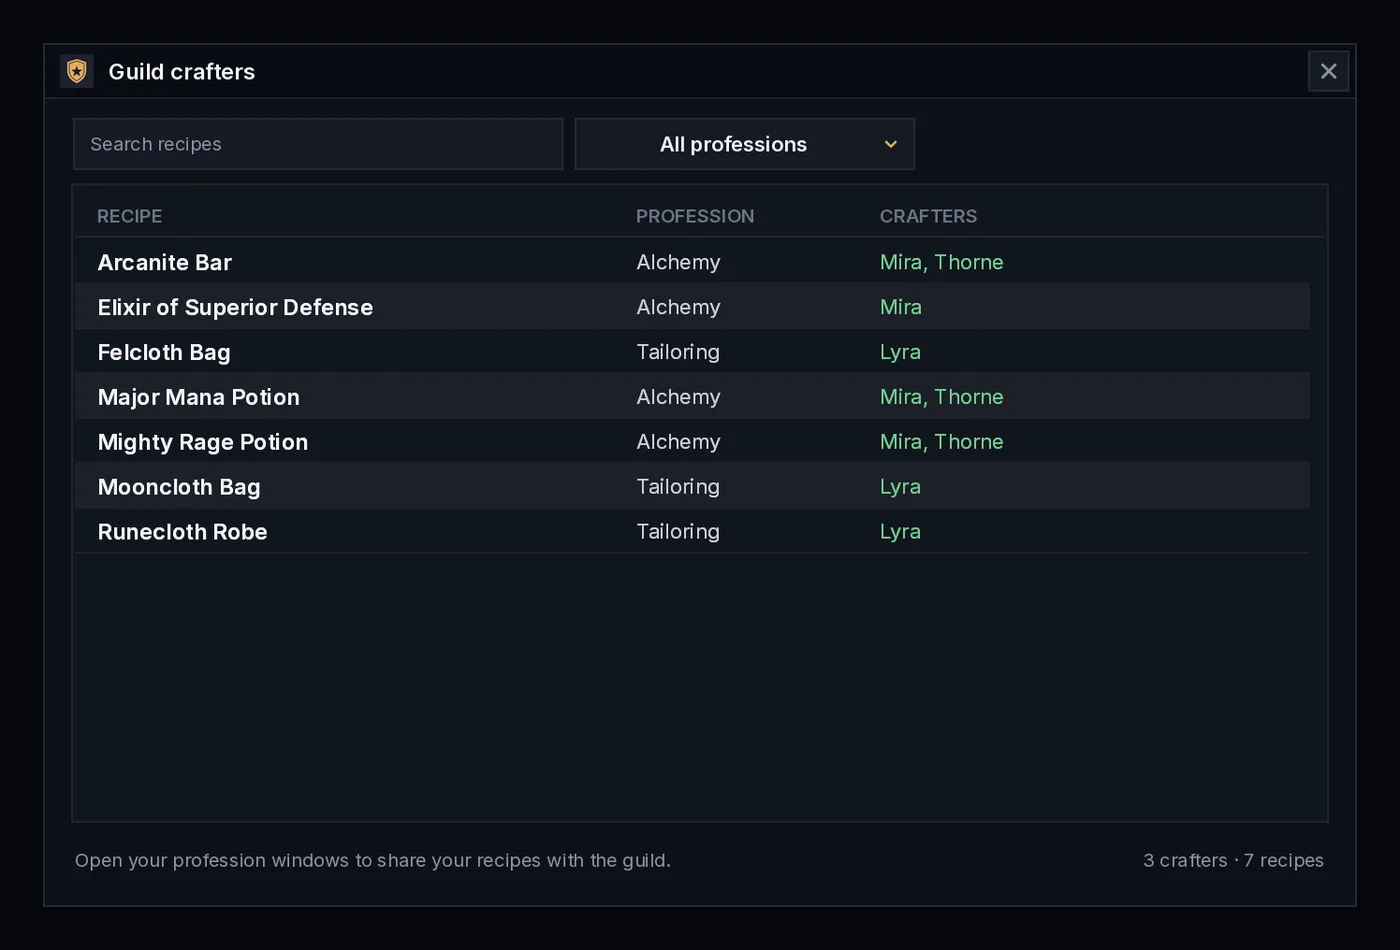 Guild crafters
Search recipes
All professions
RECIPE PROFESSION CRAFTERS
Arcanite Bar Alchemy Mira, Thorne
Elixir of Superior Defense Alchemy Mira
Felcloth Bag Tailoring Lyra
Major Mana Potion Alchemy Mira, Thorne
Mighty Rage Potion Alchemy Mira, Thorne
Mooncloth Bag Tailoring Lyra
Runecloth Robe Tailoring Lyra
Open your profession windows to share your recipes with the guild. 3 crafters · 7 recipes